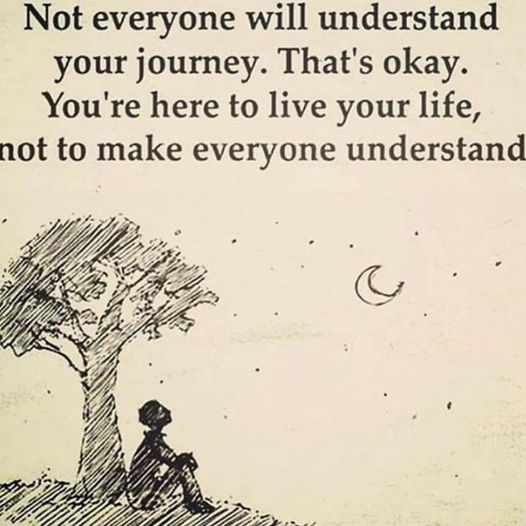 Not everyone will understand
your journey. That's okay.
You're here to live your life,
not to make everyone understand